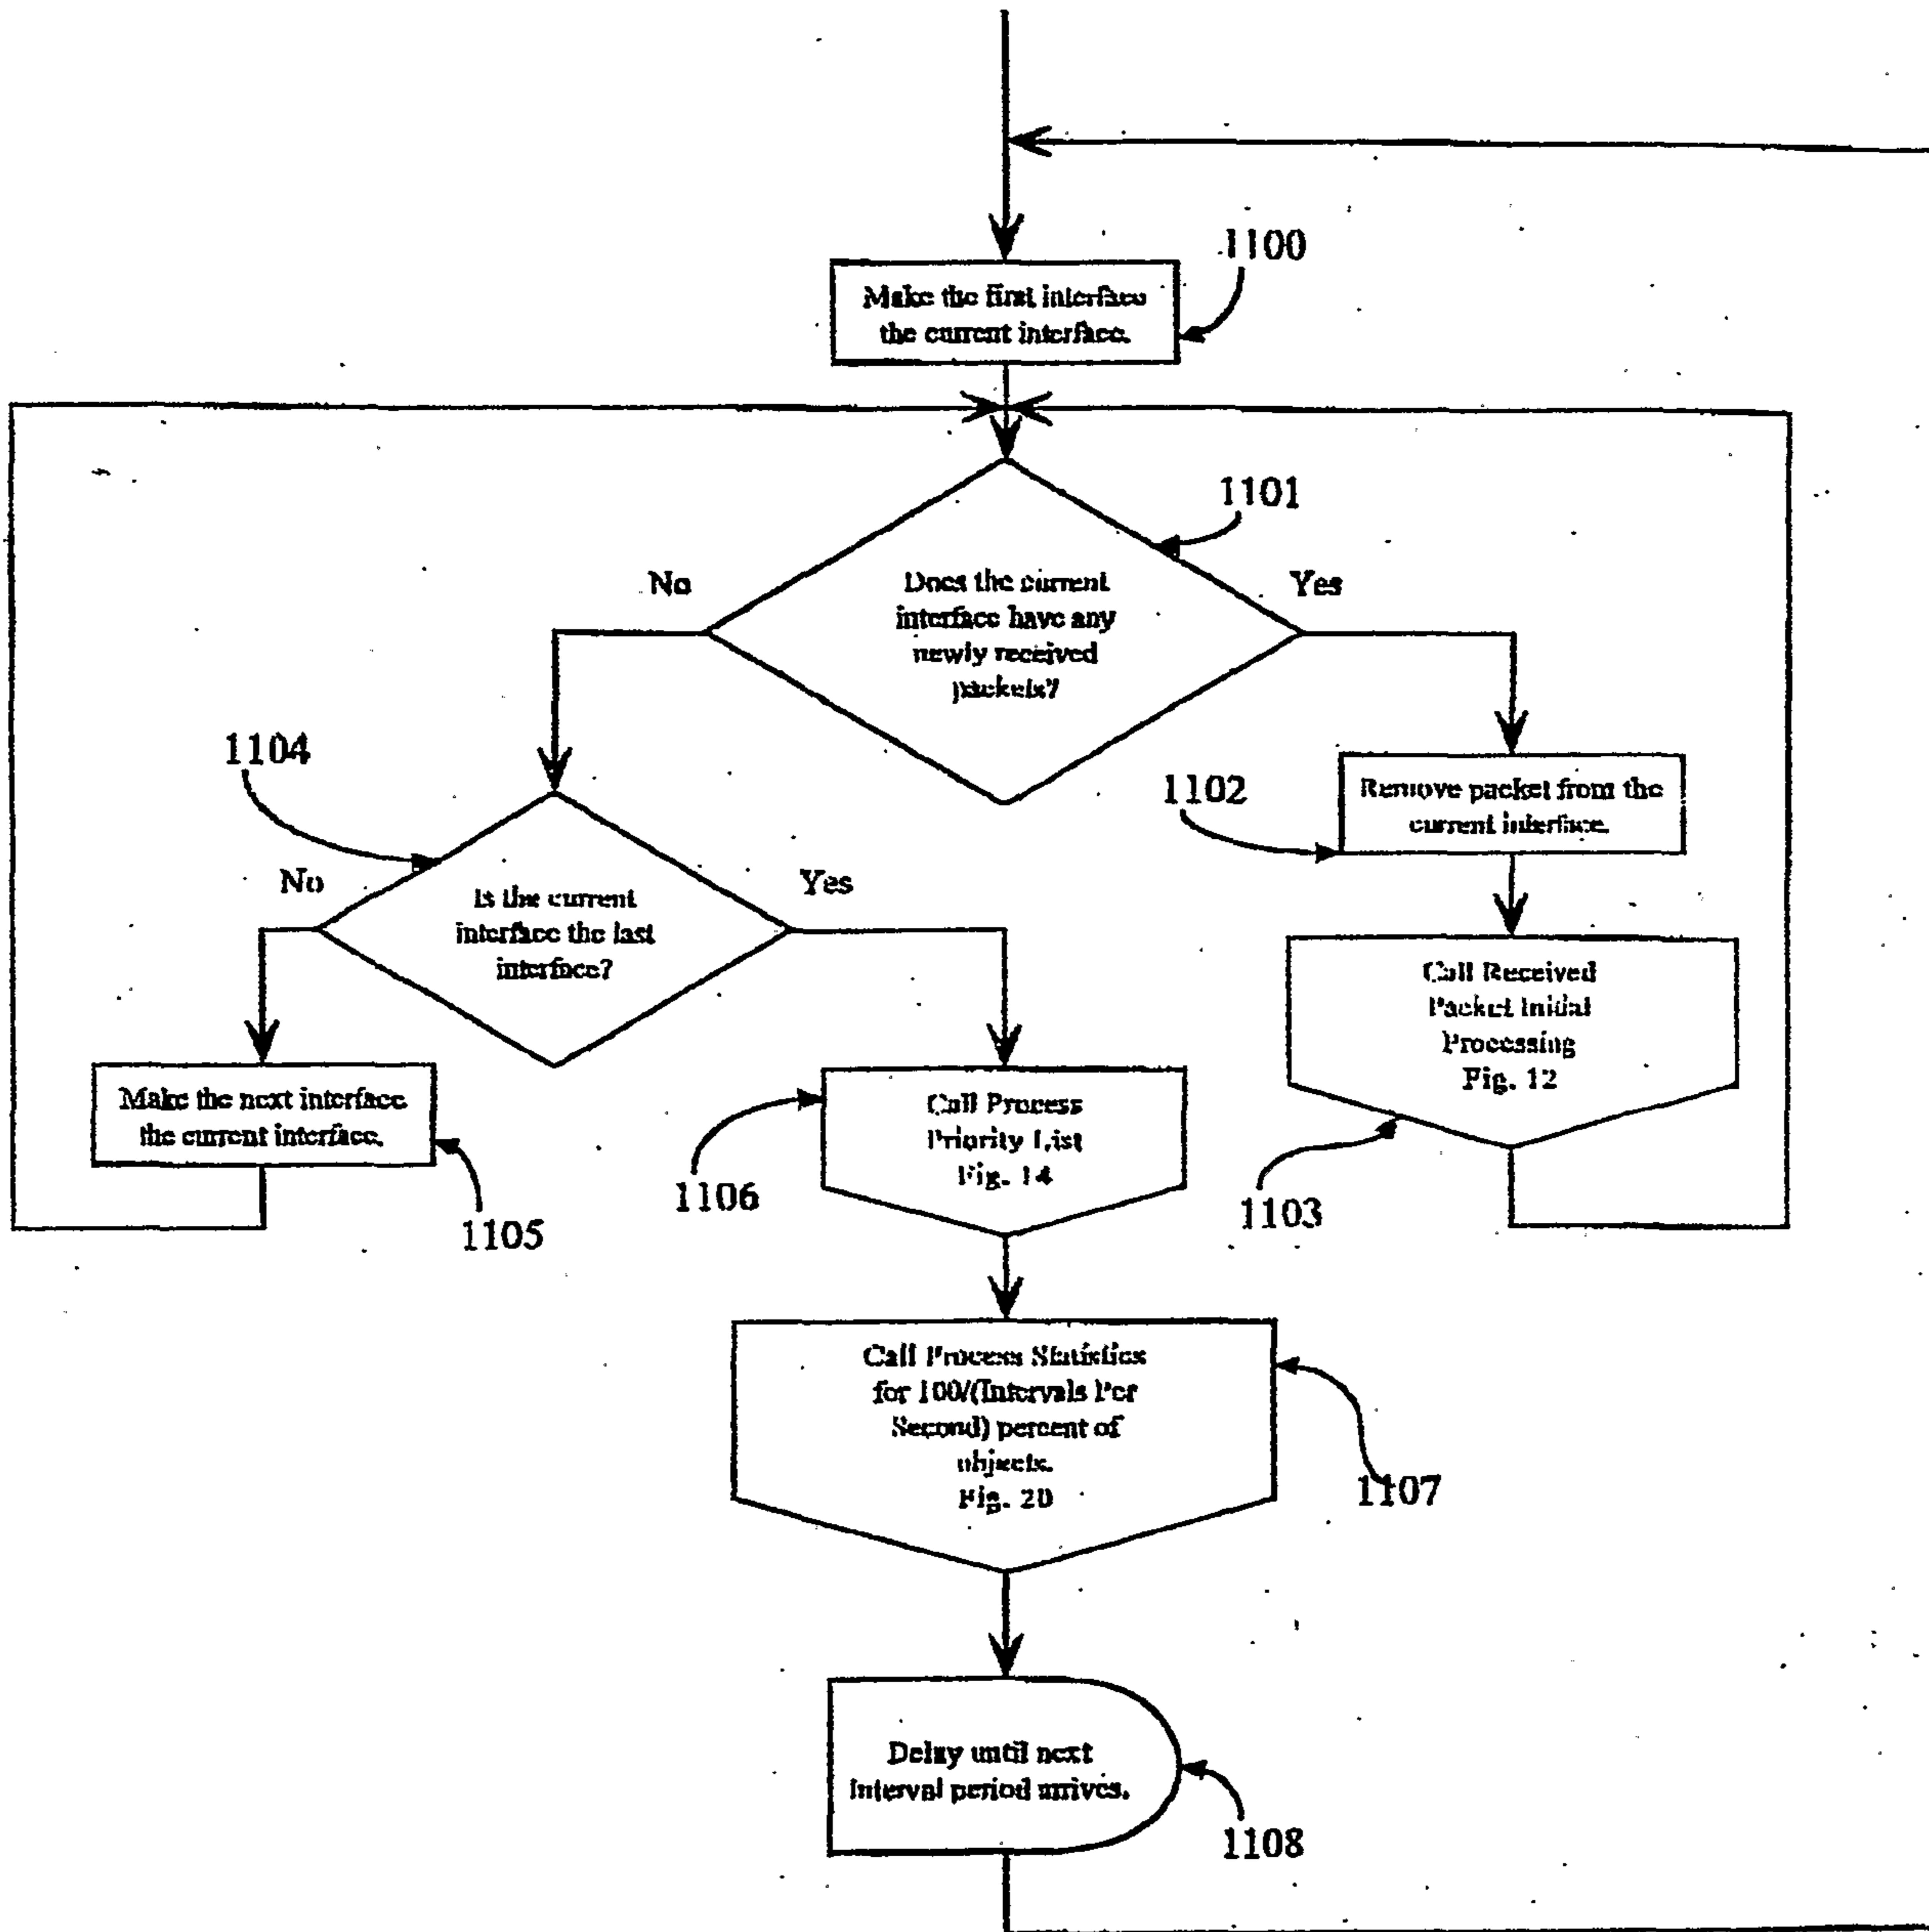 1100
Make the first interface
the current interface.
1101
No
Does the current
interface have any
newly received
packets?
Yes
1104
1102
Remove packet from the
current interface.
No
Is the current
interface the last
interface?
Yes
Call Received
Packet Initial
Processing
Fig. 12
1103
Make the next interface
the current interface.
1105
Call Process
Priority List
Fig. 14
1106
Call Process Statistics
for 100/(Intervals Per
Second) percent of
objects.
Fig. 20
1107
Delay until next
Interval period arrives.
1108